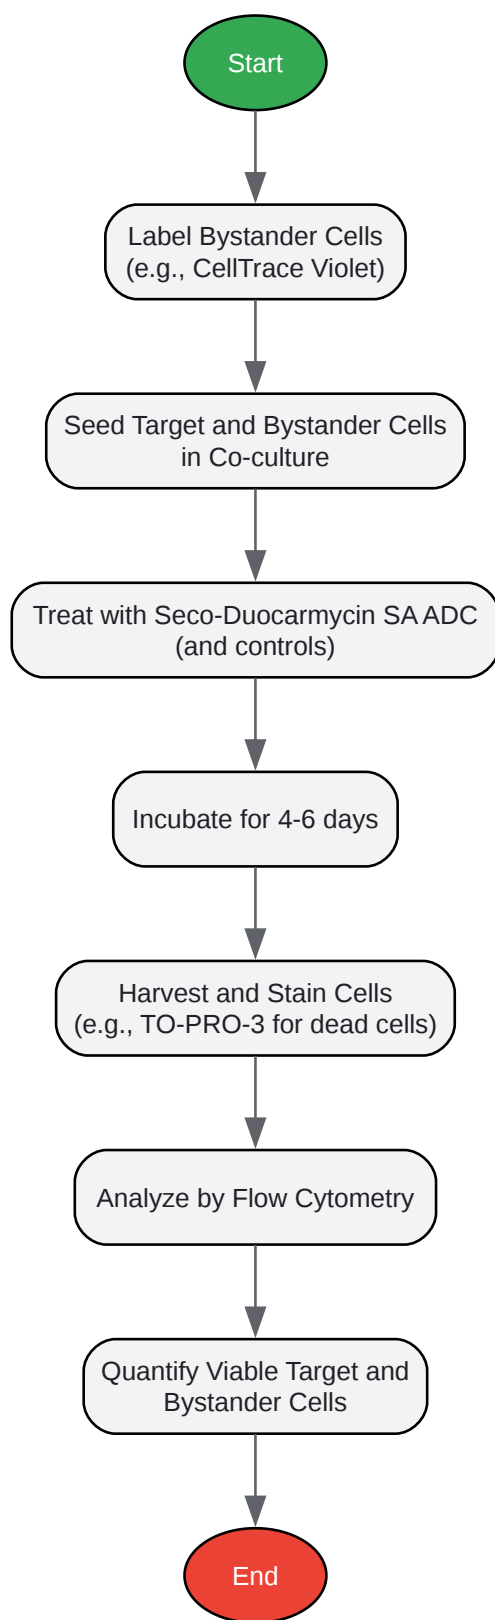 Start
Label Bystander Cells
(e.g., CellTrace Violet)
Seed Target and Bystander Cells
in Co-culture
Treat with Seco-Duocarmycin SA ADC
(and controls)
Incubate for 4-6 days
Harvest and Stain Cells
(e.g., TO-PRO-3 for dead cells)
Analyze by Flow Cytometry
Quantify Viable Target and
Bystander Cells
End